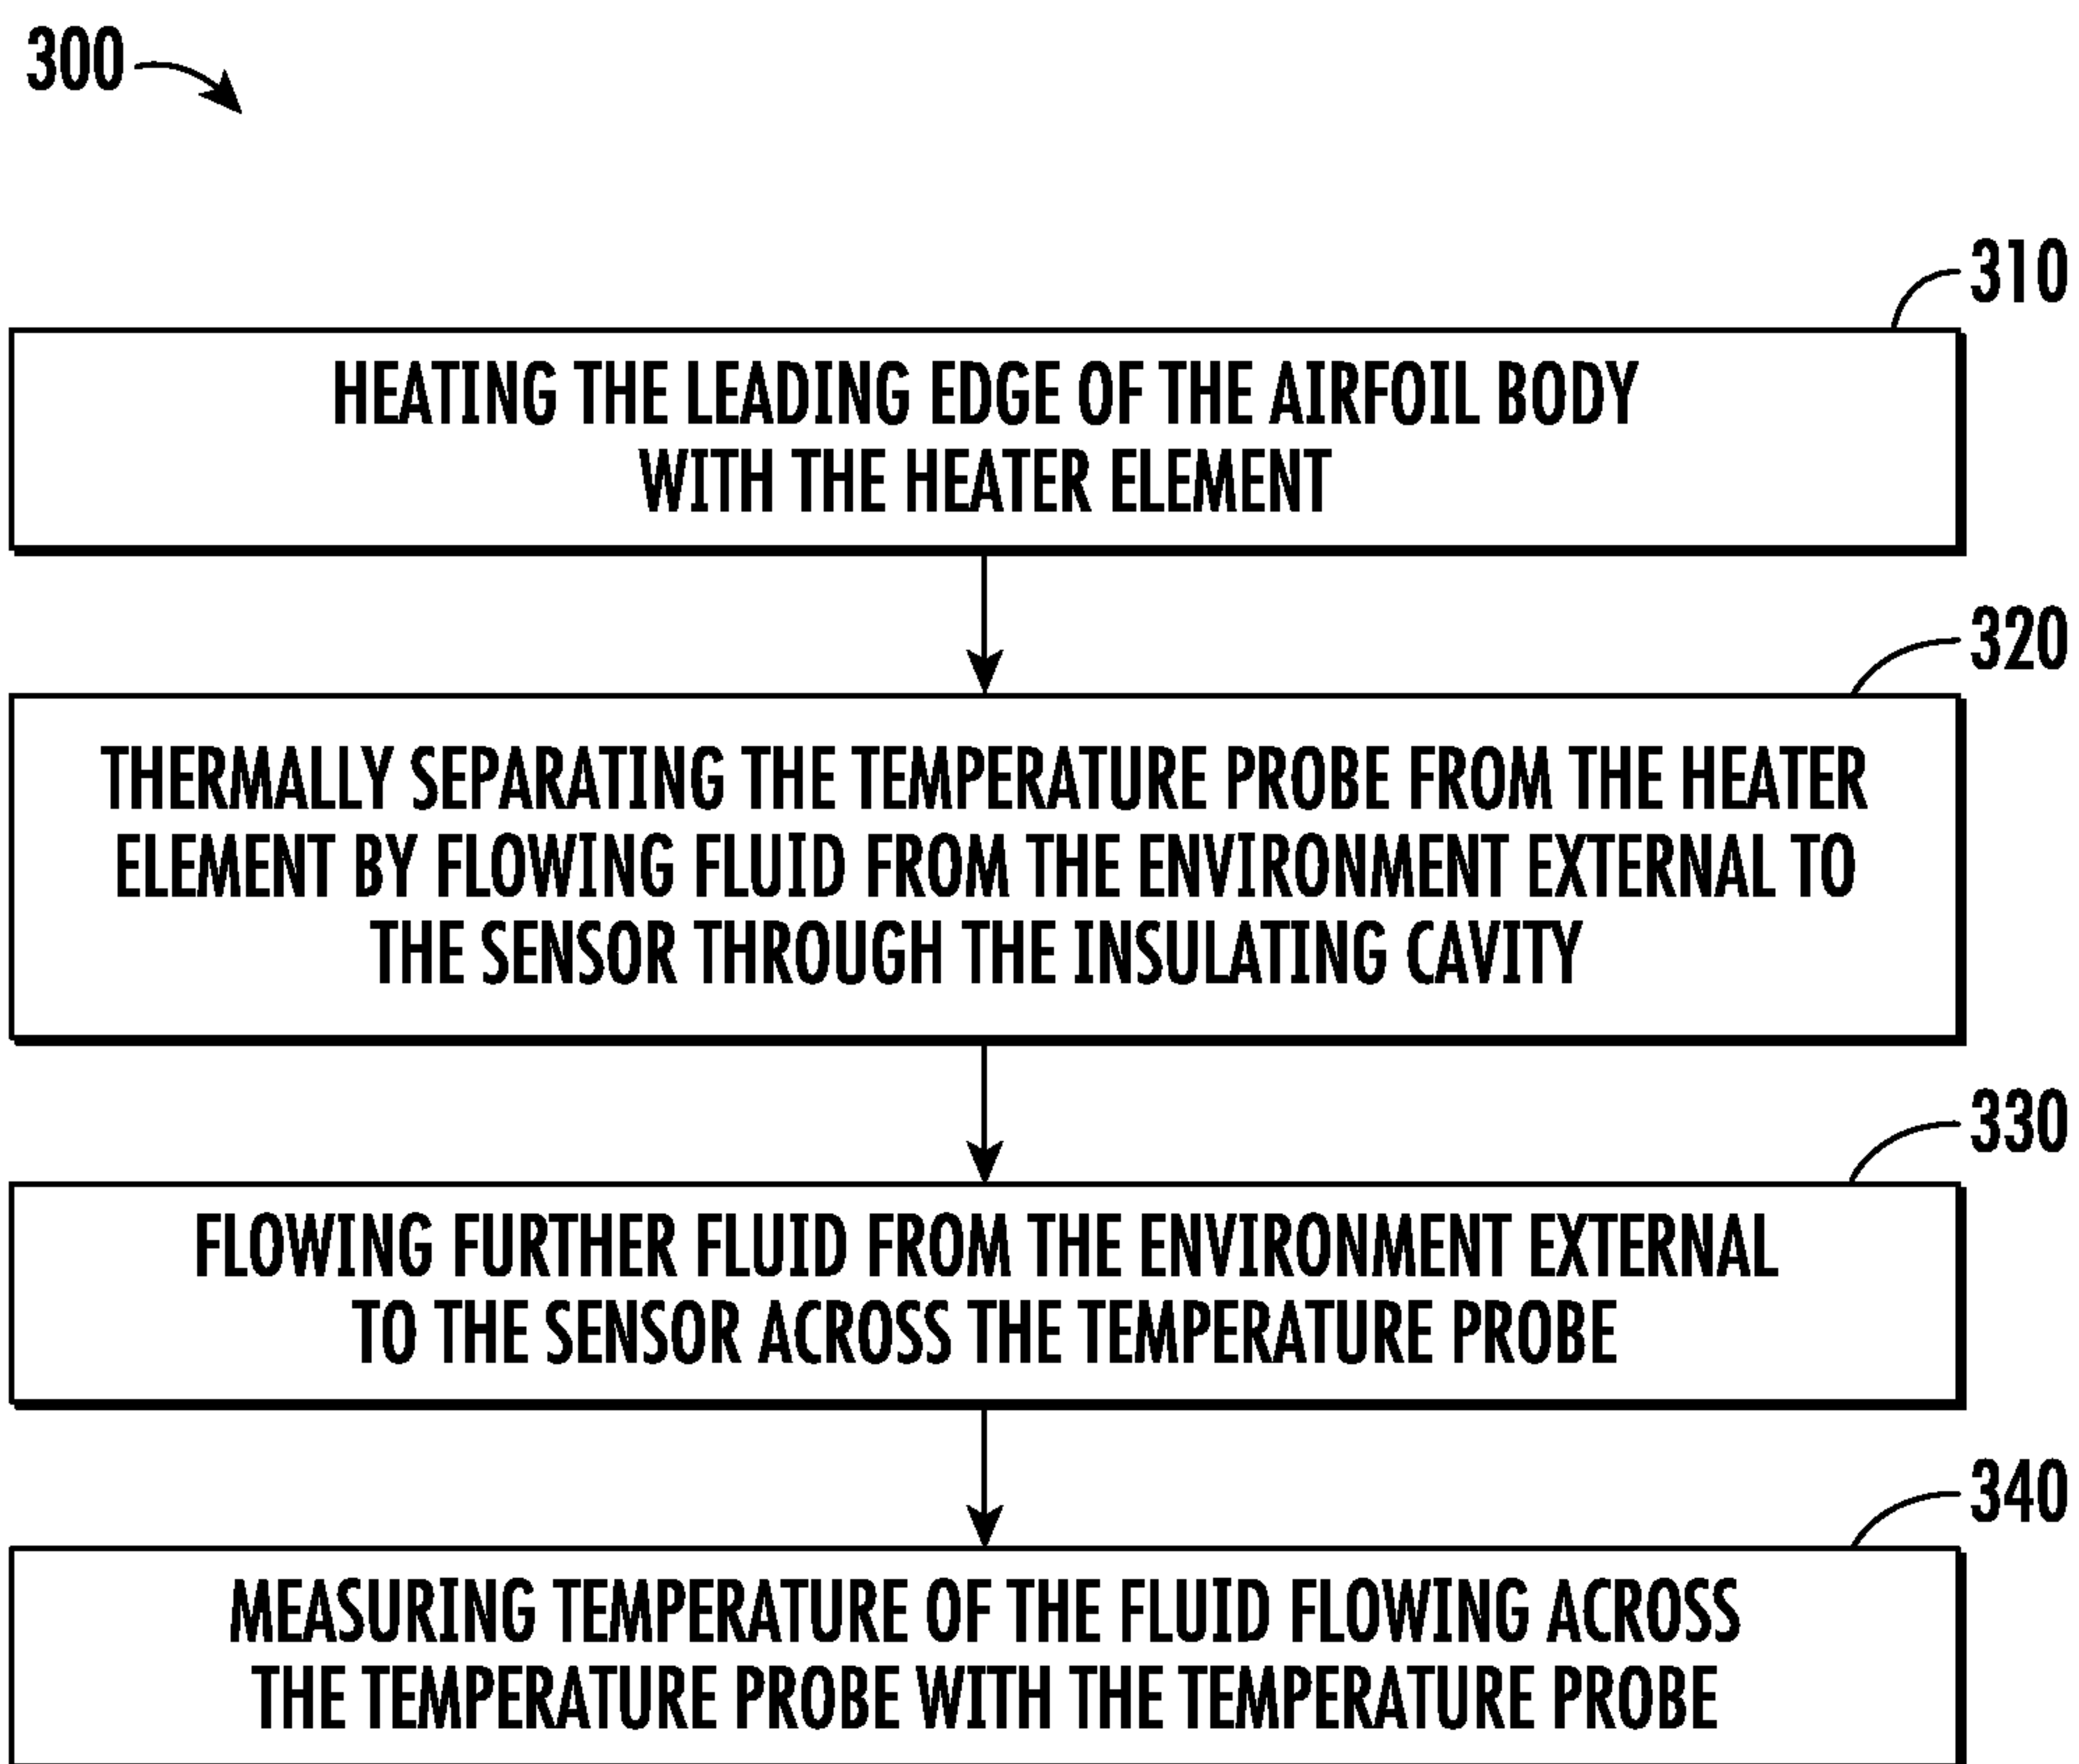 300
310
HEATING THE LEADING EDGE OF THE AIRFOIL BODY
WITH THE HEATER ELEMENT
320
THERMALLY SEPARATING THE TEMPERATURE PROBE FROM THE HEATER
ELEMENT BY FLOWING FLUID FROM THE ENVIRONMENT EXTERNAL TO
THE SENSOR THROUGH THE INSULATING CAVITY
330
FLOWING FURTHER FLUID FROM THE ENVIRONMENT EXTERNAL
TO THE SENSOR ACROSS THE TEMPERATURE PROBE
340
MEASURING TEMPERATURE OF THE FLUID FLOWING ACROSS
THE TEMPERATURE PROBE WITH THE TEMPERATURE PROBE